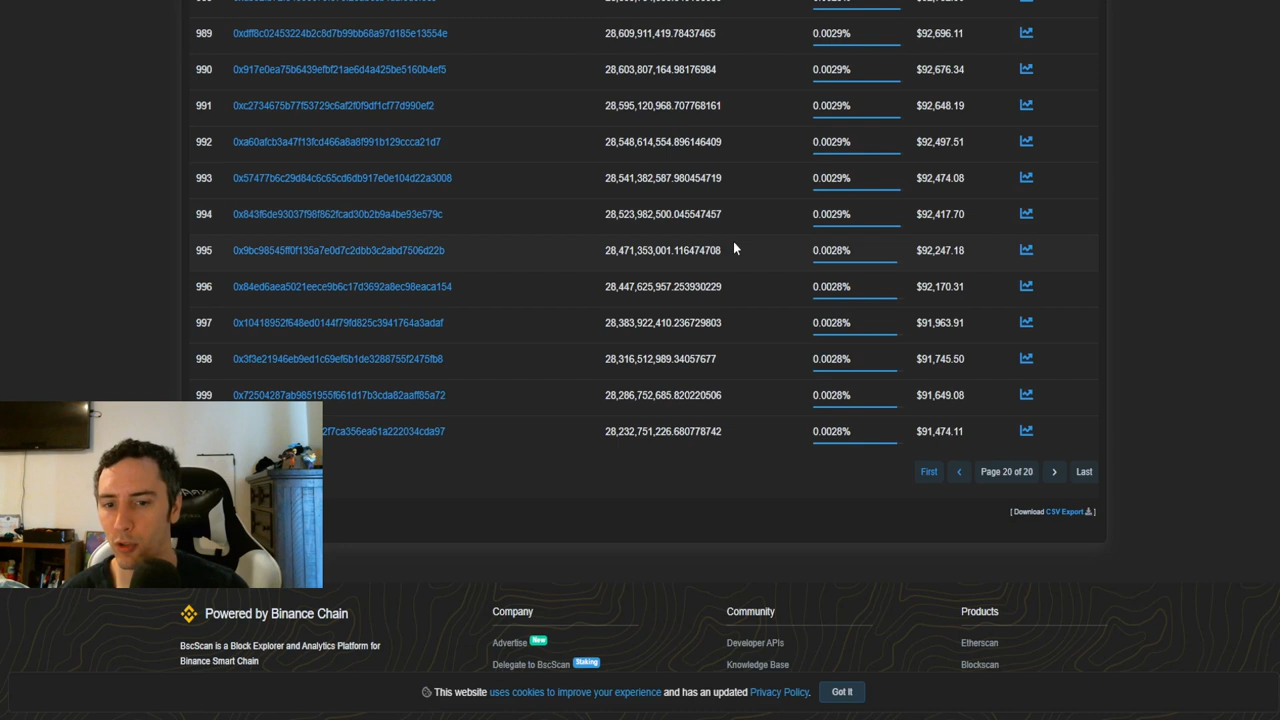 989 0xdff8c02453224b2c8d7b99bb68a97d185e13554e 28,609,911,419.78437465 0.0029% $92,696.11
990 0x917e0ea75b6439efbf21ae6d4a425be5160b4ef5 28,603,807,164.98176984 0.0029% $92,676.34
991 0xc2734675b77f53729c6af2f0f9df1cf77d990ef2 28,595,120,968.707768161 0.0029% $92,648.19
992 0xa60afcb3a47f13fcd466a8a8f991b129ccca21d7 28,548,614,554.896146409 0.0029% $92,497.51
993 0x57477b6c29d84c6c65cd6db917e0e104d22a3008 28,541,382,587.980454719 0.0029% $92,474.08
994 0x843f6de93037f98f862fcad30b2b9a4be93e579c 28,523,982,500.045547457 0.0029% $92,417.70
995 0x9bc98545ff0f135a7e0d7c2dbb3c2abd7506d22b 28,471,353,001.116474708 0.0028% $92,247.18
996 0x84ed6aea5021eece9b6c17d3692a8ec98eaca154 28,447,625,957.253930229 0.0028% $92,170.31
997 0x10418952f648ed0144f79fd825c3941764a3adaf 28,383,922,410.236729803 0.0028% $91,963.91
998 0x3f3e21946eb9ed1c69ef6b1de3288755f2475fb8 28,316,512,989.34057677 0.0028% $91,745.50
999 0x72504287ab9851955f661d17b3cda82aaff85a72 28,286,752,685.820220506 0.0028% $91,649.08
2f7ca356ea61a222034cda97 28,232,751,226.680778742 0.0028% $91,474.11
First Page 20 of 20 Last
[ Download CSV Export ]
Powered by Binance Chain Company Community Products
BscScan is a Block Explorer and Analytics Platform for
Binance Smart Chain
Advertise New Developer APIs Etherscan
Delegate to BscScan Staking Knowledge Base Blockscan
This website uses cookies to improve your experience and has an updated Privacy Policy. Got It